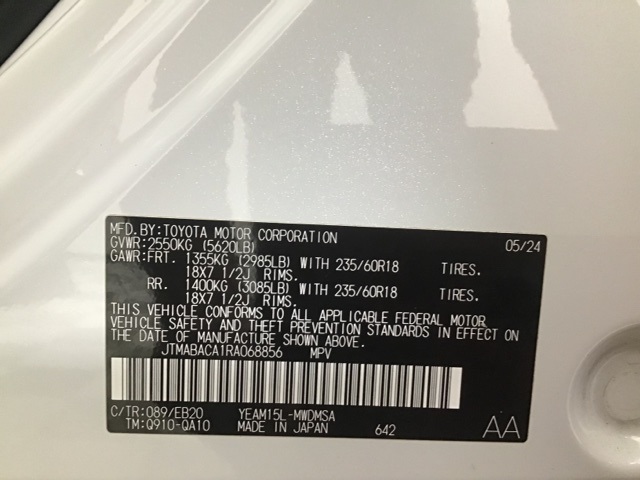 MFD.BY:TOYOTA MOTOR CORPORATION 05/24
GVWR:2550KG (5620LB)
GAWR:FRT. 1355KG (2985LB) WITH 235/60R18 TIRES.
18X7 1/2J RIMS.
RR. 1400KG (3085LB) WITH 235/60R18 TIRES.
18X7 1/2J RIMS.
THIS VEHICLE CONFORMS TO ALL APPLICABLE FEDERAL MOTOR
VEHICLE SAFETY AND THEFT PREVENTION STANDARDS IN EFFECT
ON THE DATE OF MANUFACTURE SHOWN ABOVE.
JTMABACA1RA068856 MPV
C/TR:089/EB20 YEAM15L-MWDMSA
TM:Q910-QA10 MADE IN JAPAN 642 AA